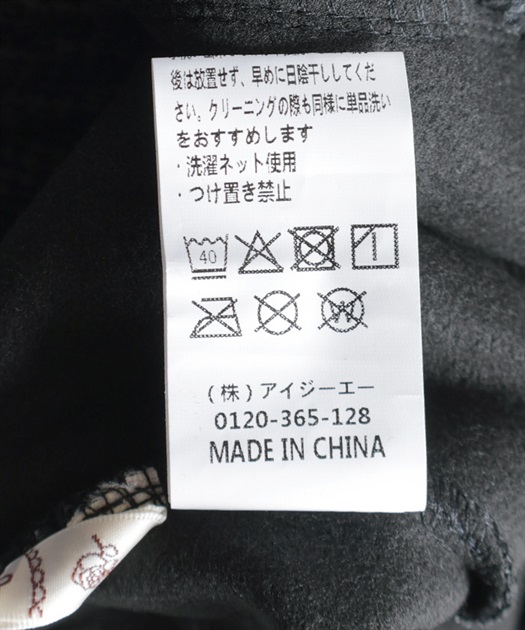 後は放置せず、早めに日陰干ししてくだ
さい。クリーニングの際も同様に単品洗い
をおすすめします
・洗濯ネット使用
・つけ置き禁止
40
W
(株)アイジーエー
0120-365-128
MADE IN CHINA